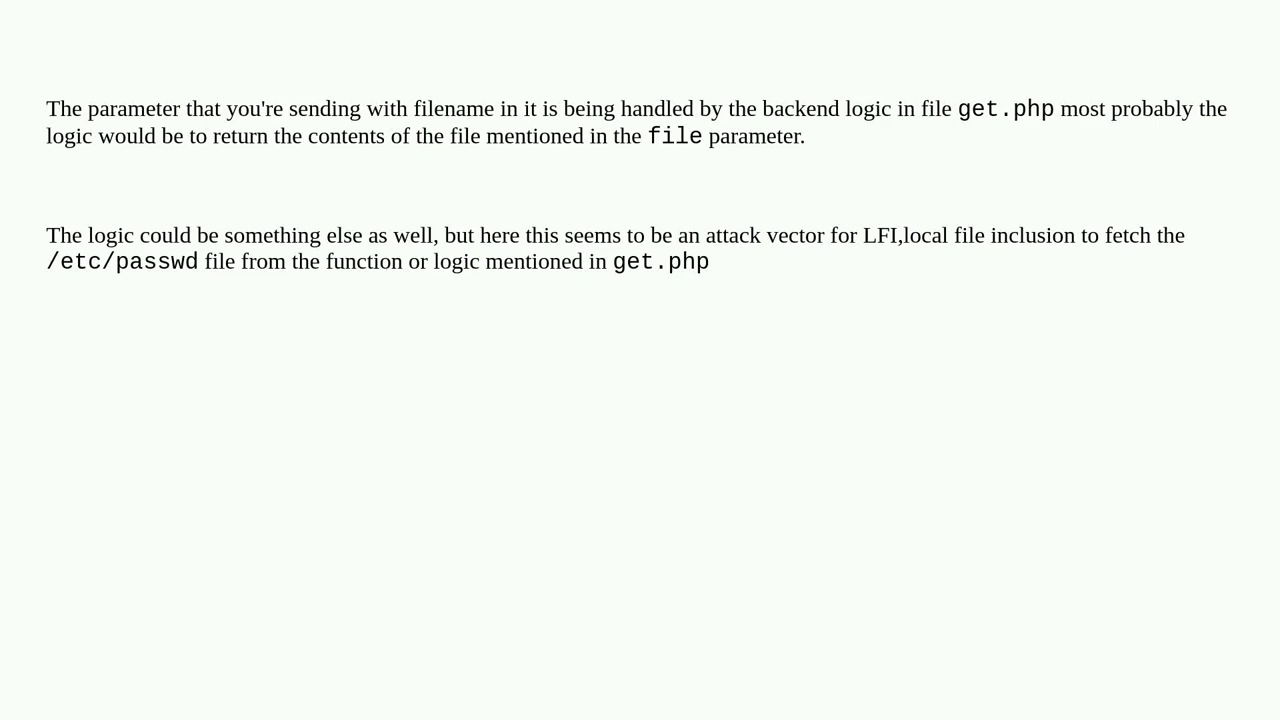 The parameter that you're sending with filename in it is being handled by the backend logic in file get.php most probably the
logic would be to return the contents of the file mentioned in the file parameter.
The logic could be something else as well, but here this seems to be an attack vector for LFI,local file inclusion to fetch the
/etc/passwd file from the function or logic mentioned in get.php